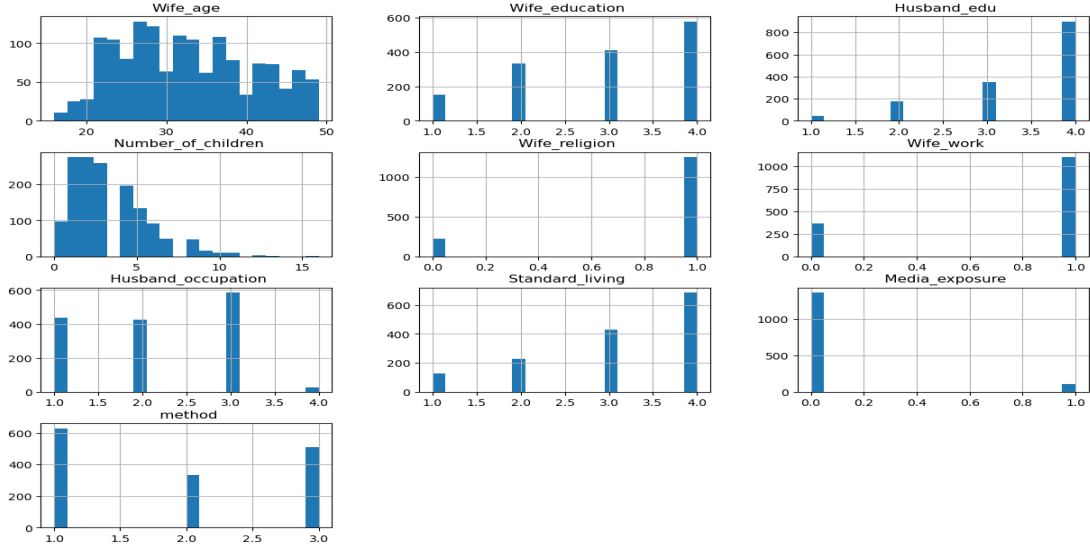 Wife_age
100
50
0
20
30
40
50
Wife_education
600
400
200
0
1.0 1.5 2.0 2.5 3.0 3.5 4.0
Husband_edu
800
600
400
200
0
1.0 1.5 2.0 2.5 3.0 3.5 4.0
Number_of_children
200
100
0
0 5 10 15
Wife_religion
1000
500
0
0.0 0.2 0.4 0.6 0.8 1.0
Wife_work
1000
750
500
250
0
0.0 0.2 0.4 0.6 0.8 1.0
Husband_occupation
600
400
200
0
1.0 1.5 2.0 2.5 3.0 3.5 4.0
Standard_living
600
400
200
0
1.0 1.5 2.0 2.5 3.0 3.5 4.0
Media_exposure
1000
500
0
0.0 0.2 0.4 0.6 0.8 1.0
method
600
400
200
0
1.0 1.5 2.0 2.5 3.0